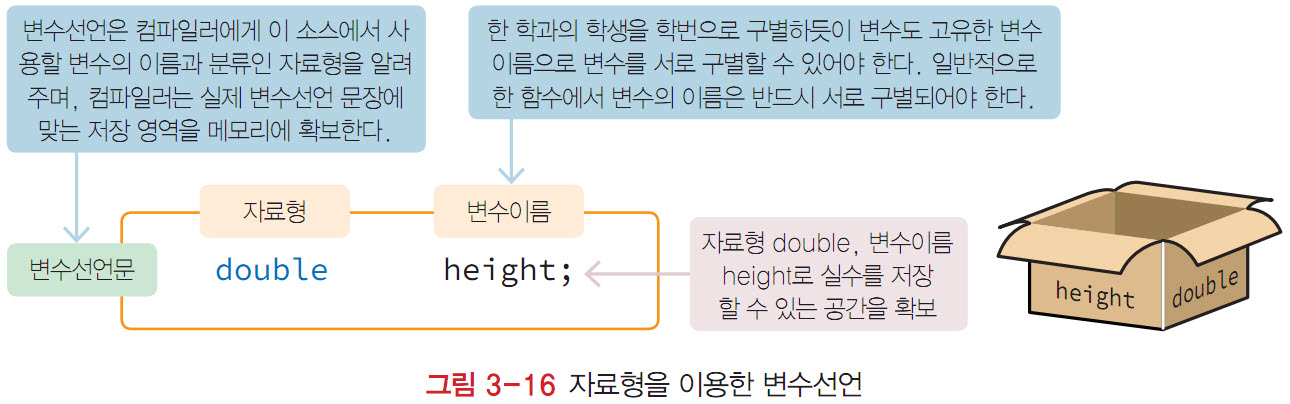 변수선언은 컴파일러에게 이 소스에서 사
용할 변수의 이름과 분류인 자료형을 알려
주며, 컴파일러는 실제 변수선언 문장에
맞는 저장 영역을 메모리에 확보한다.
한 학과의 학생을 학번으로 구별하듯이 변수도 고유한 변수
이름으로 변수를 서로 구별할 수 있어야 한다. 일반적으로
한 함수에서 변수의 이름은 반드시 서로 구별되어야 한다.
자료형
변수이름
변수선언문
double
height;
자료형 double, 변수이름
height로 실수를 저장
할 수 있는 공간을 확보
height
double
그림 3-16 자료형을 이용한 변수선언